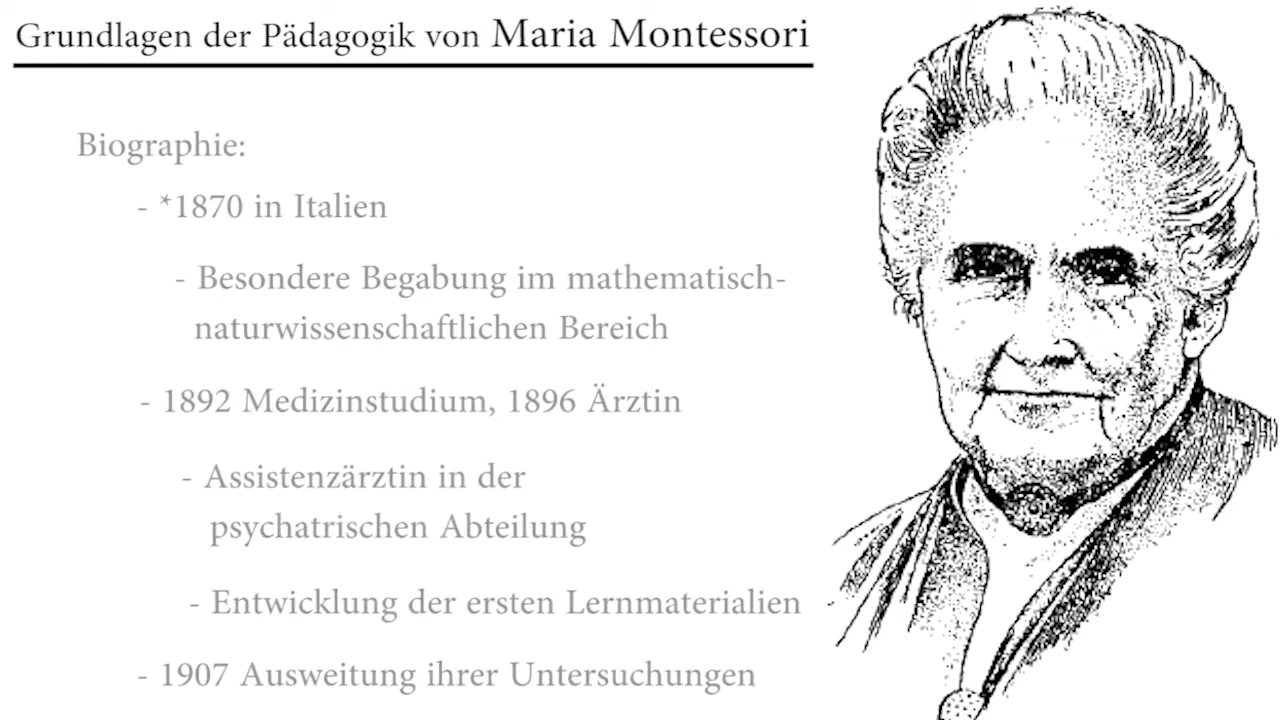 Grundlagen der Pädagogik von Maria Montessori
Biographie:
- *1870 in Italien
- Besondere Begabung im mathematisch-
naturwissenschaftlichen Bereich
- 1892 Medizinstudium, 1896 Ärztin
- Assistenzärztin in der
psychatrischen Abteilung
- Entwicklung der ersten Lernmaterialien
- 1907 Ausweitung ihrer Untersuchungen